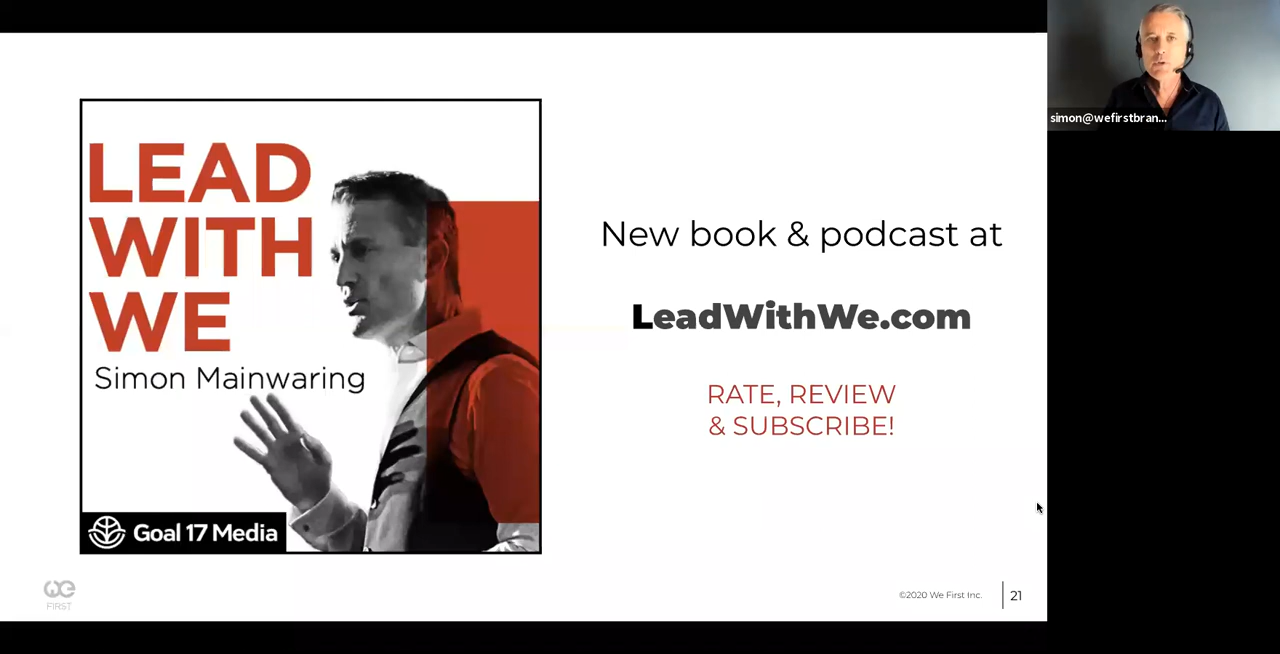 LEAD
WITH
WE
Simon Mainwaring
Goal 17 Media
New book & podcast at
LeadWithWe.com
RATE, REVIEW
& SUBSCRIBE!
simon@wefirstbran...
we
FIRST
©2020 We First Inc.
21